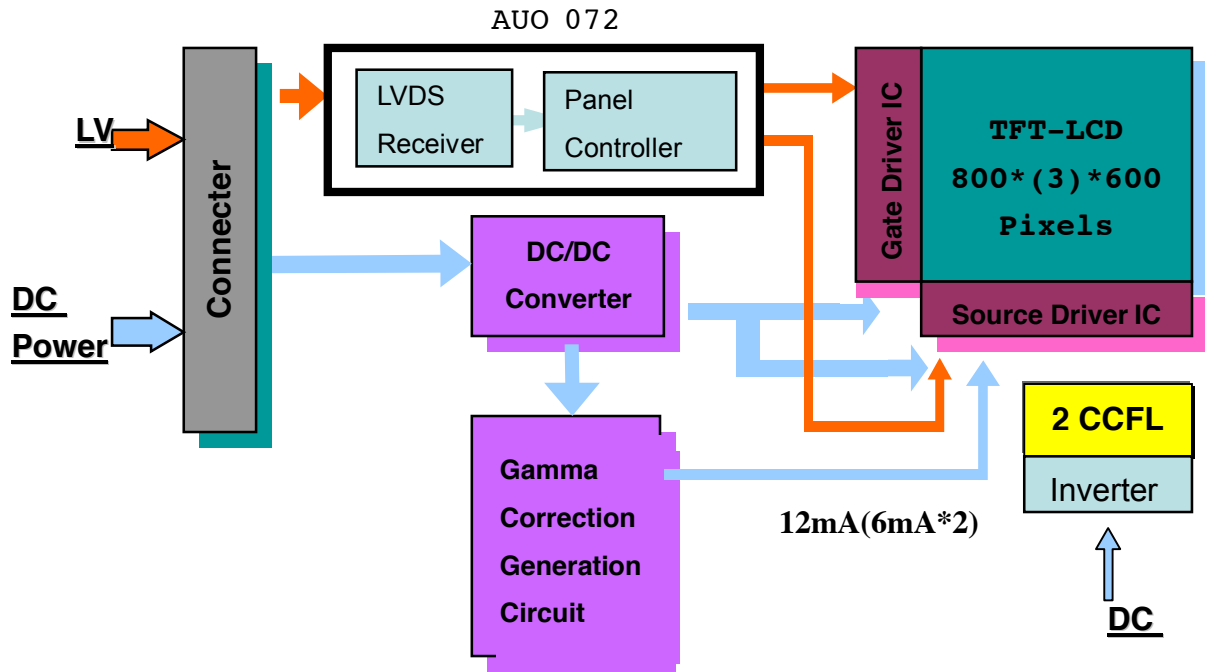 AUO 072
LV
DC
Power
Connecter
LVDS
Receiver
Panel
Controller
DC/DC
Converter
Gamma
Correction
Generation
Circuit
Gate Driver IC
TFT-LCD
800*(3)*600
Pixels
Source Driver IC
2 CCFL
Inverter
12mA(6mA*2)
DC